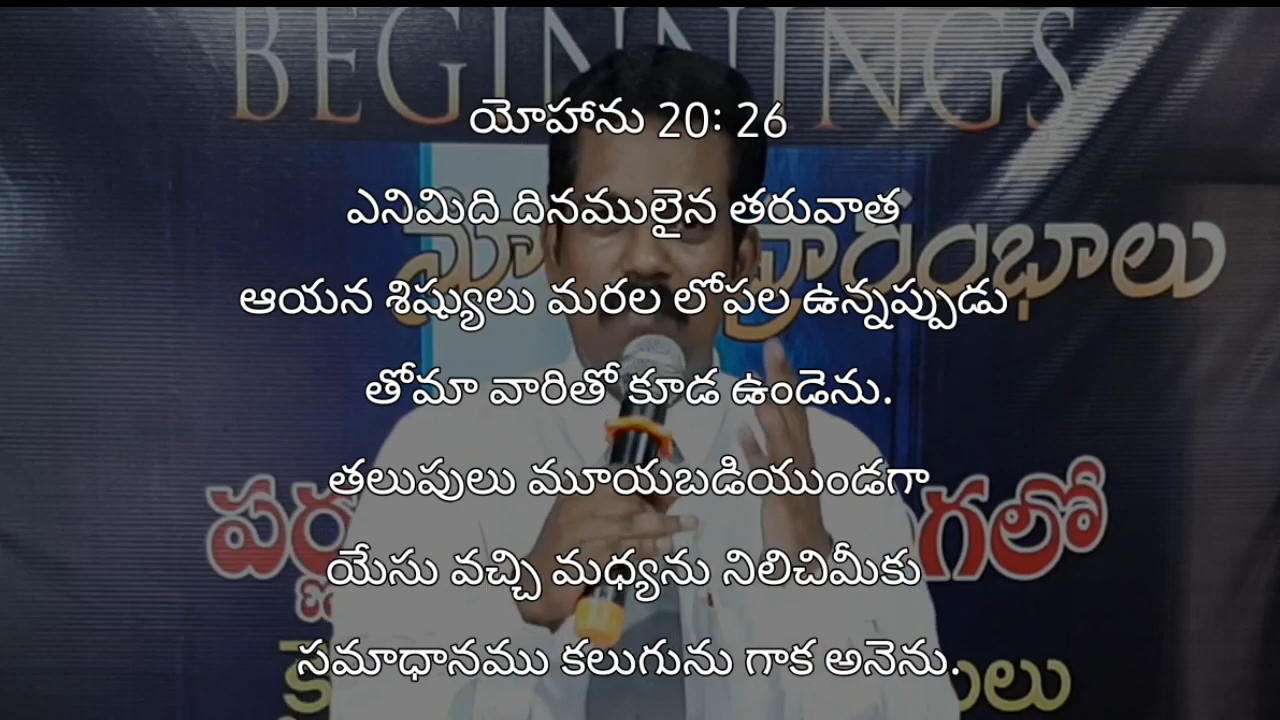 BEGINNINGS
యోహాను 20: 26
ఎనిమిది దినములైన తరువాత
ఆయన శిష్యులు మరల లోపల ఉన్నప్పుడు
తోమా వారితో కూడ ఉండెను.
తలుపులు మూయబడియుండగా
యేసు వచ్చి మధ్యను నిలిచిమీకు
సమాధానము కలుగును గాక అనెను.